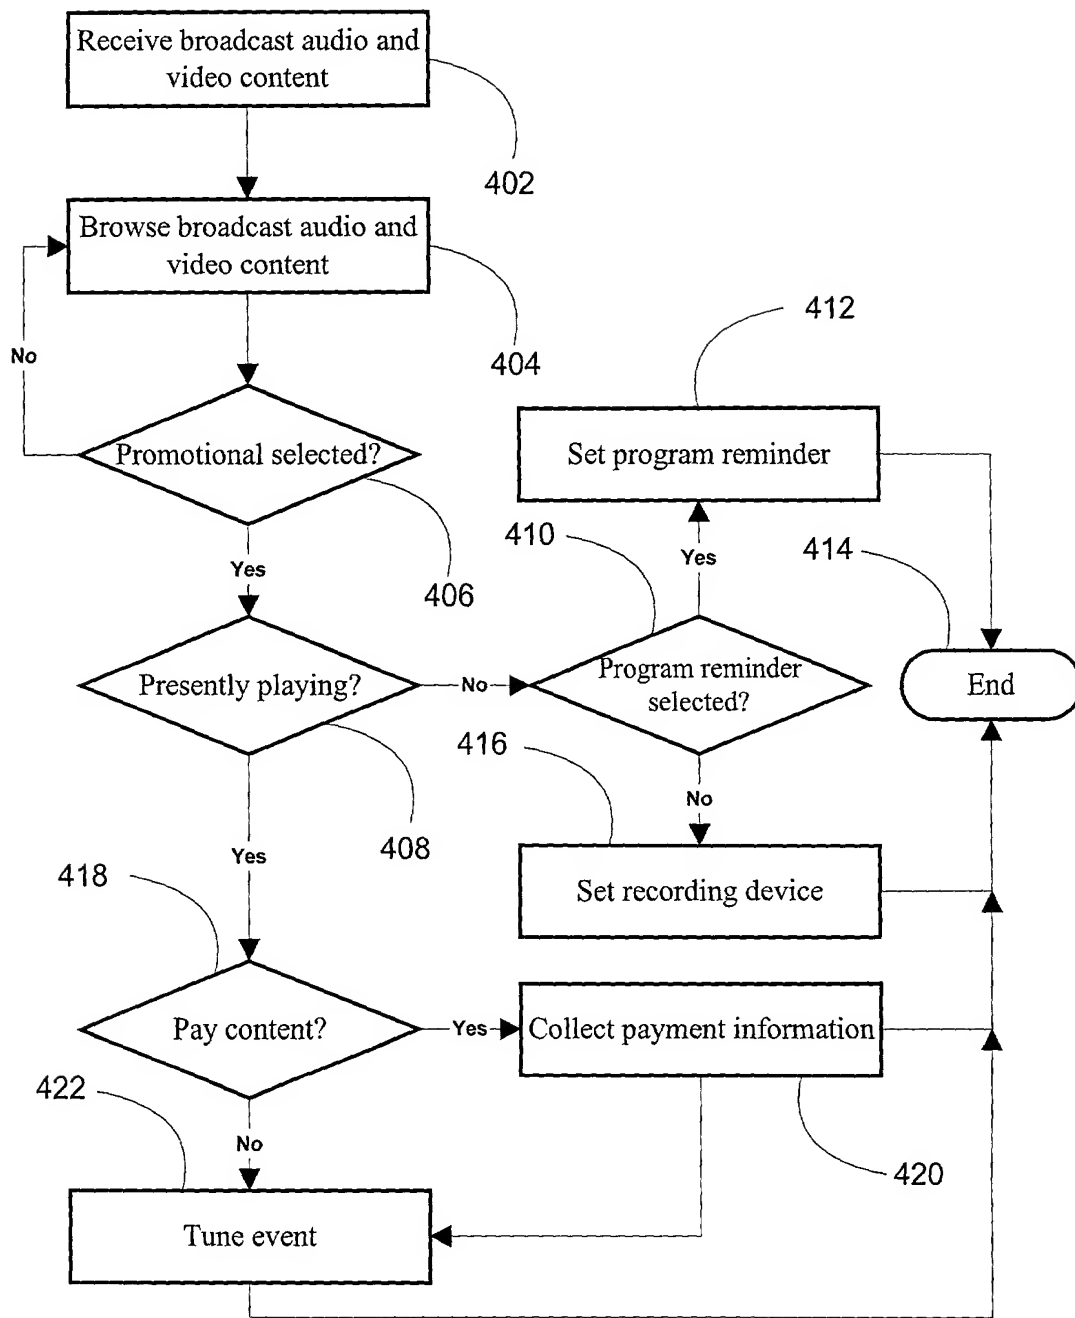 Receive broadcast audio and
video content
402
Browse broadcast audio and
video content
404
No
412
Promotional selected?
Set program reminder
410
414
Yes
Yes
406
Presently playing?
No
Program reminder
selected?
End
416
No
408
Yes
418
Set recording device
Pay content?
Yes
Collect payment information
422
No
420
Tune event